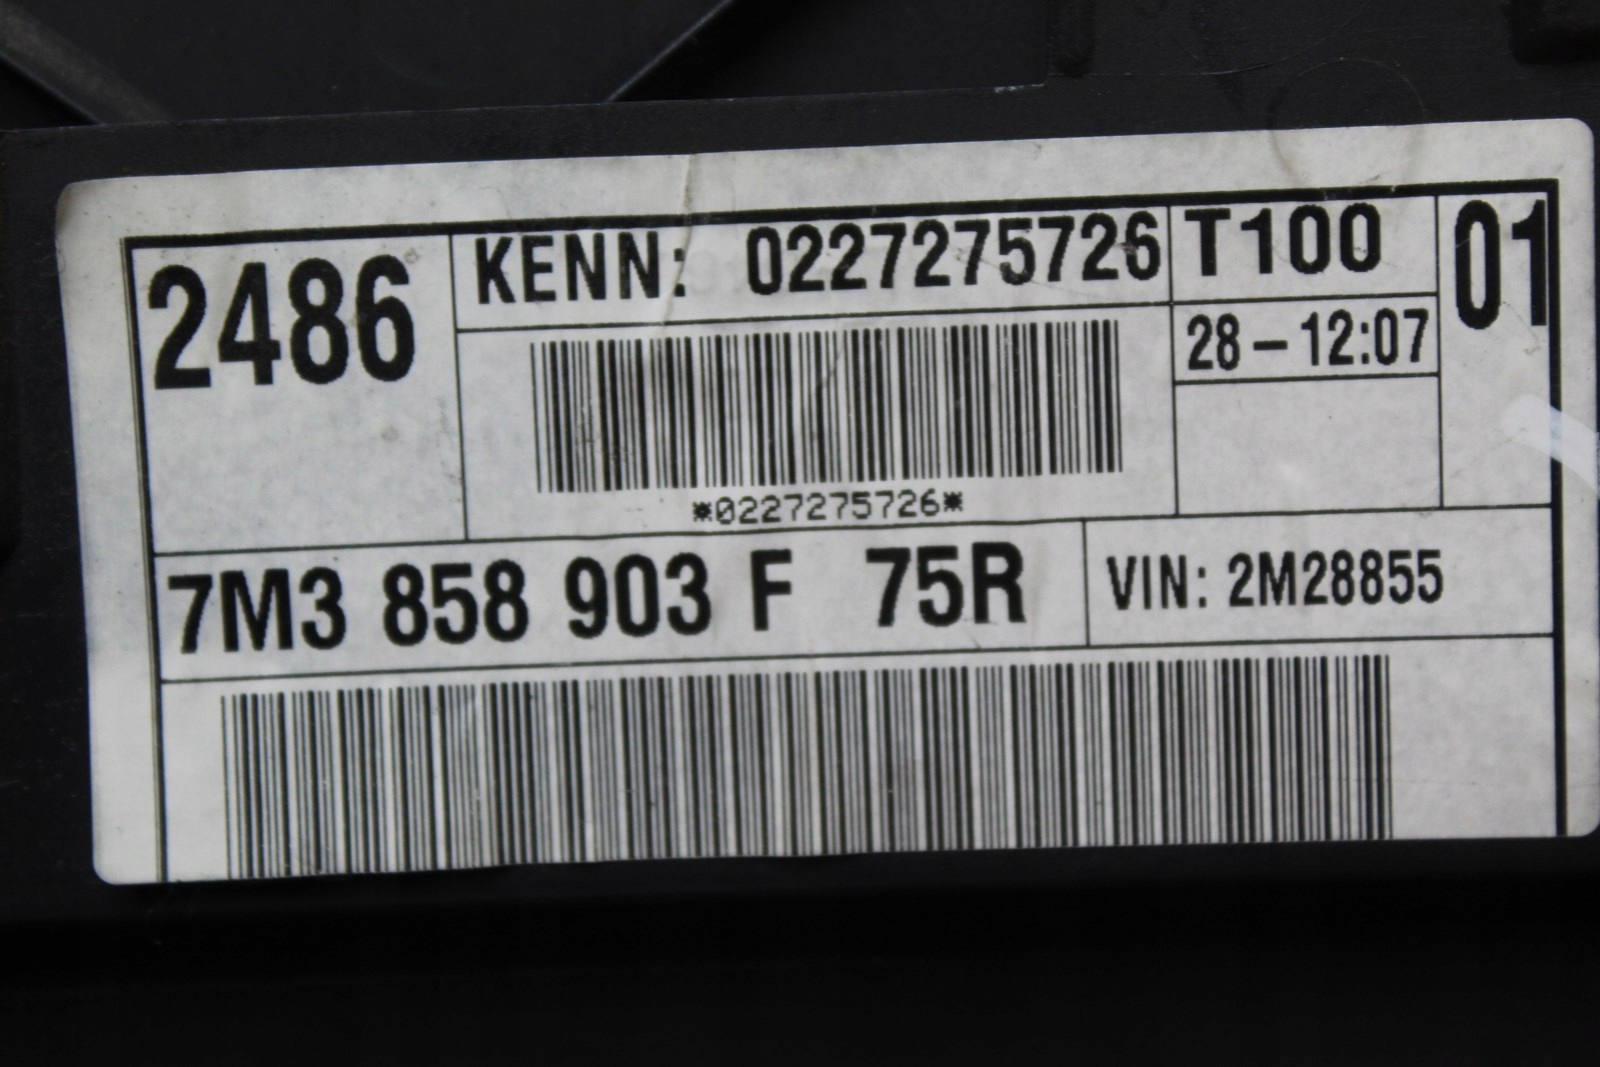 2486
KENN: 0227275726
T100
01
28-12:07
*0227275726*
7M3 858 903 F 75R
VIN: 2M28855